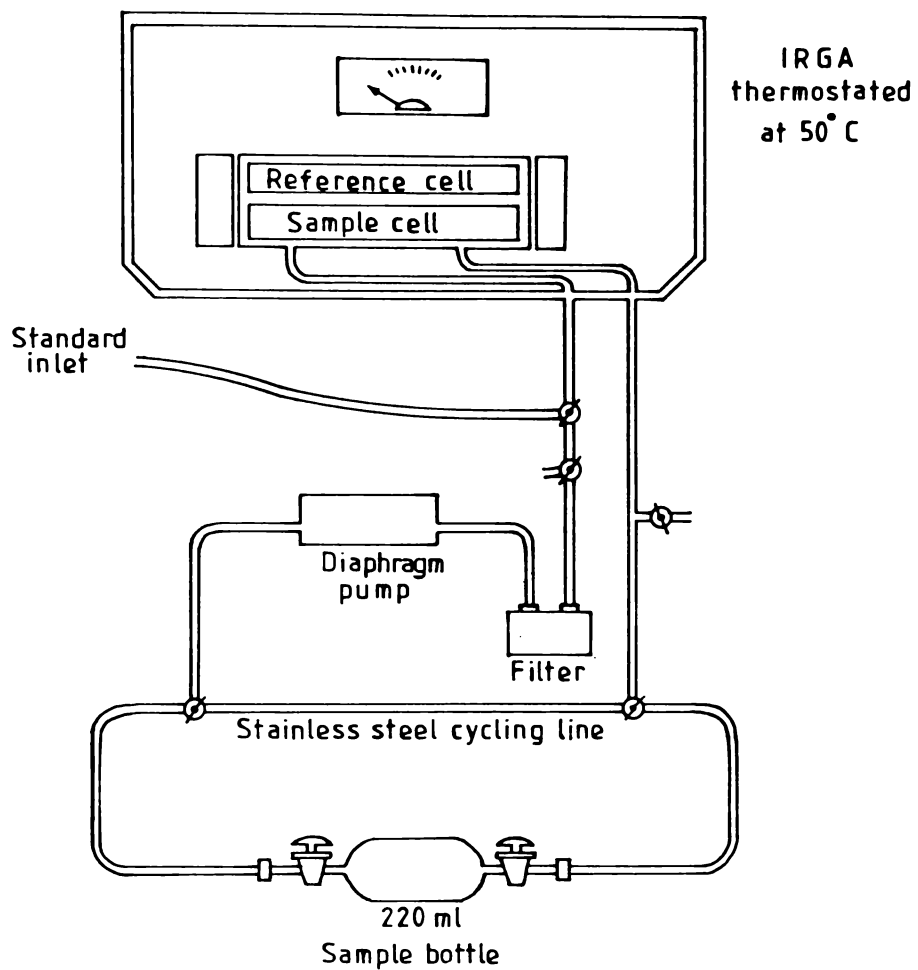 IRGA
thermostated
at 50° C
Reference cell
Sample cell
Standard
inlet
Diaphragm
pump
Filter
Stainless steel cycling line
220 ml
Sample bottle